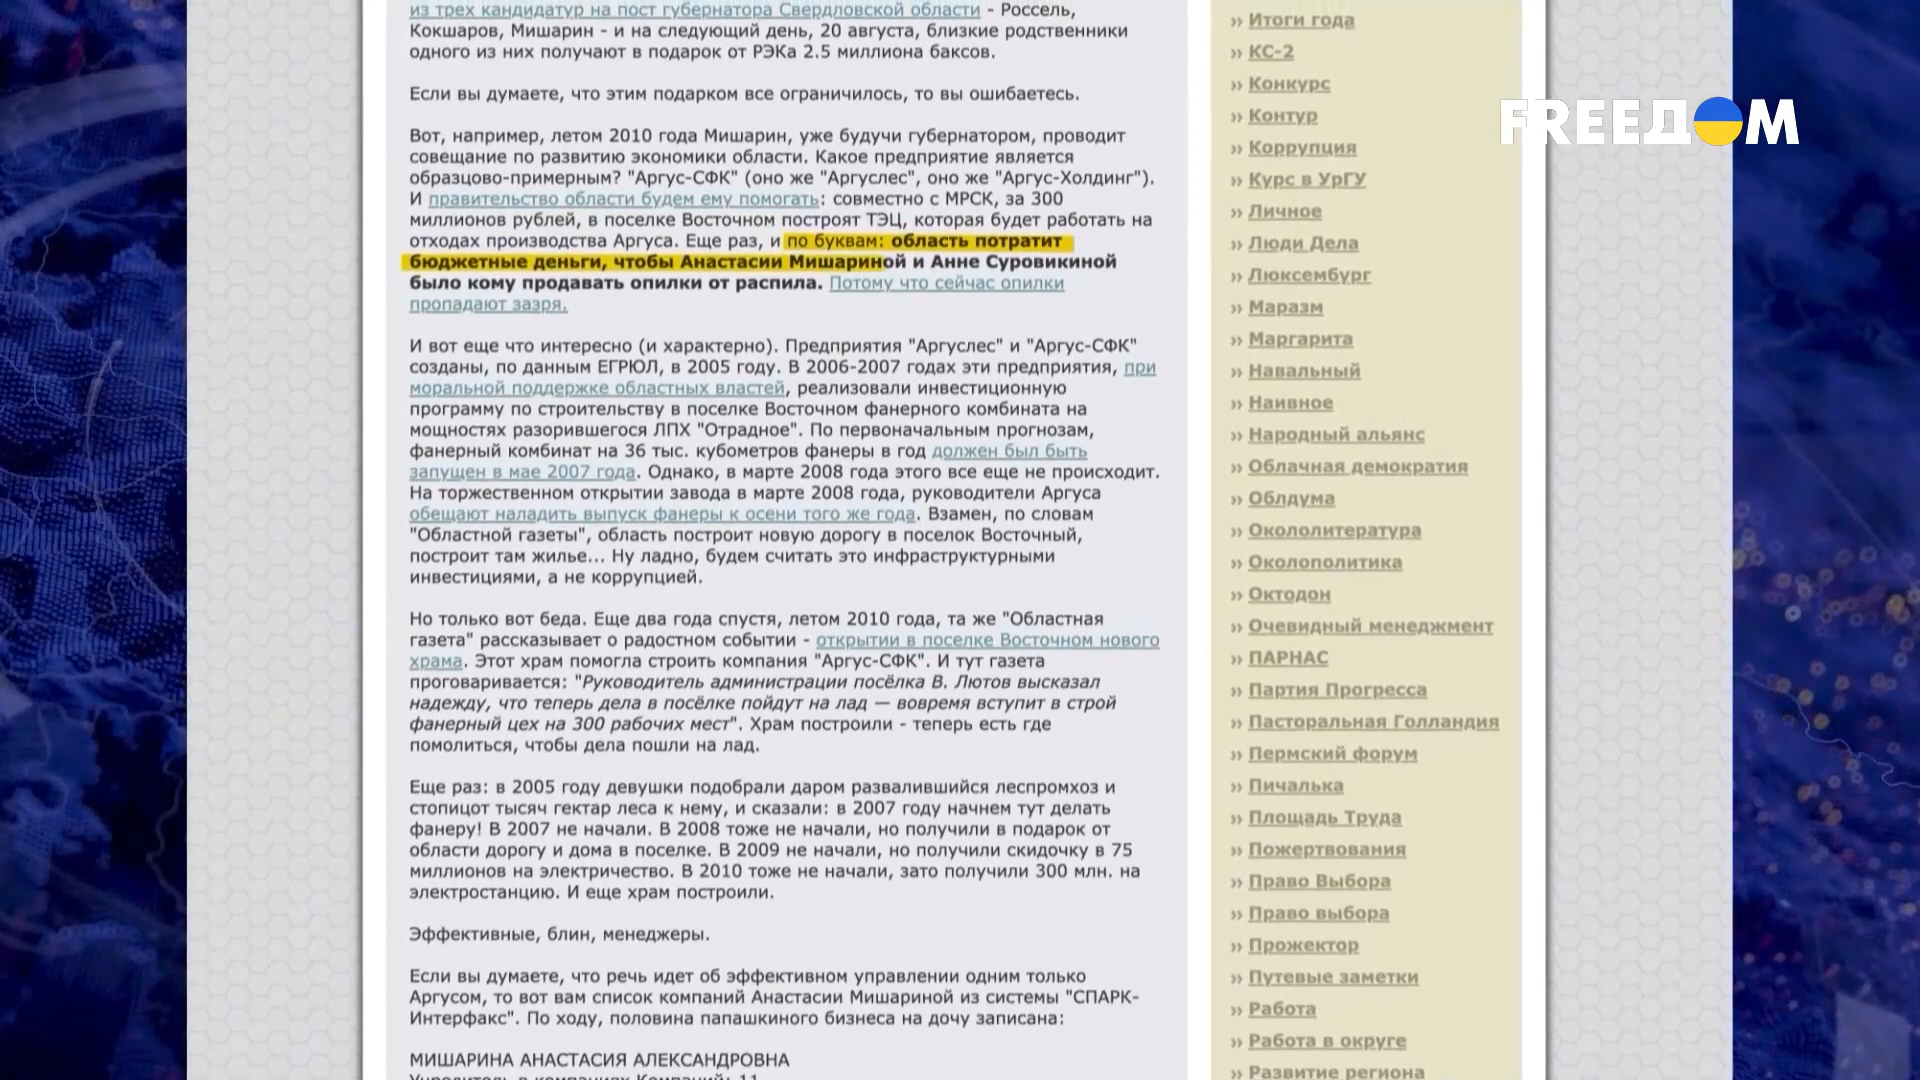 из трех кандидатур на пост губернатора Свердловской области - Россель,
Кокшаров, Мишарин - и на следующий день, 20 августа, близкие родственники
одного из них получают в подарок от РЭКа 2.5 миллиона баксов.
Если вы думаете, что этим подарком все ограничилось, то вы ошибаетесь.
Вот, например, летом 2010 года Мишарин, уже будучи губернатором, проводит
совещание по развитию экономики области. Какое предприятие является
образцово-примерным? "Аргус-СФК" (оно же "Аргуслес", оно же "Аргус-Холдинг").
И правительство области будем ему помогать: совместно с МРСК, за 300
миллионов рублей, в поселке Восточном построят ТЭЦ, которая будет работать на
отходах производства Аргуса. Еще раз, и по буквам: область потратит
бюджетные деньги, чтобы Анастасии Мишариной и Анне Суровикиной
было кому продавать опилки от распила. Потому что сейчас опилки
пропадают зазря.
И вот еще что интересно (и характерно). Предприятия "Аргуслес" и "Аргус-СФК"
созданы, по данным ЕГРЮЛ, в 2005 году. В 2006-2007 годах эти предприятия, при
моральной поддержке областных властей, реализовали инвестиционную
программу по строительству в поселке Восточном фанерного комбината на
мощностях разорившегося ЛПХ "Отрадное". По первоначальным прогнозам,
фанерный комбинат на 36 тыс. кубометров фанеры в год должен был быть
запущен в мае 2007 года. Однако, в марте 2008 года этого все еще не происходит.
На торжественном открытии завода в марте 2008 года, руководители Аргуса
обещают наладить выпуск фанеры к осени того же года. Взамен, по словам
"Областной газеты", область построит новую дорогу в поселок Восточный,
построит там жилье... Ну ладно, будем считать это инфраструктурными
инвестициями, а не коррупцией.
Но только вот беда. Еще два года спустя, летом 2010 года, та же "Областная
газета" рассказывает о радостном событии - открытии в поселке Восточном нового
храма. Этот храм помогла строить компания "Аргус-СФК". И тут газета
проговаривается: "Руководитель администрации посёлка В. Лютов высказал
надежду, что теперь дела в посёлке пойдут на лад — вовремя вступит в строй
фанерный цех на 300 рабочих мест". Храм построили - теперь есть где
помолиться, чтобы дела пошли на лад.
Еще раз: в 2005 году девушки подобрали даром развалившийся леспромхоз и
стопицот тысяч гектар леса к нему, и сказали: в 2007 году начнем тут делать
фанеру! В 2007 не начали. В 2008 тоже не начали, но получили в подарок от
области дорогу и дома в поселке. В 2009 не начали, но получили скидочку в 75
миллионов на электричество. В 2010 тоже не начали, зато получили 300 млн. на
электростанцию. И еще храм построили.
Эффективные, блин, менеджеры.
Если вы думаете, что речь идет об эффективном управлении одним только
Аргусом, то вот вам список компаний Анастасии Мишариной из системы "СПАРК-
Интерфакс". По ходу, половина папашкиного бизнеса на дочу записана:
МИШАРИНА АНАСТАСИЯ АЛЕКСАНДРОВНА
Учредитель в компаниях Компаний: 11
›› Итоги года
›› КС-2
›› Конкурс
›› Контур
›› Коррупция
›› Курс в УрГУ
›› Личное
›› Люди Дела
›› Люксембург
›› Маразм
›› Маргарита
›› Навальный
›› Наивное
›› Народный альянс
›› Облачная демократия
›› Облдума
›› Окололитература
›› Околополитика
›› Октодон
›› Очевидный менеджмент
›› ПАРНАС
›› Партия Прогресса
›› Пасторальная Голландия
›› Пермский форум
›› Пичалька
›› Площадь Труда
›› Пожертвования
›› Право Выбора
›› Право выбора
›› Прожектор
›› Путевые заметки
›› Работа
›› Работа в округе
›› Развитие региона
FREEДOM